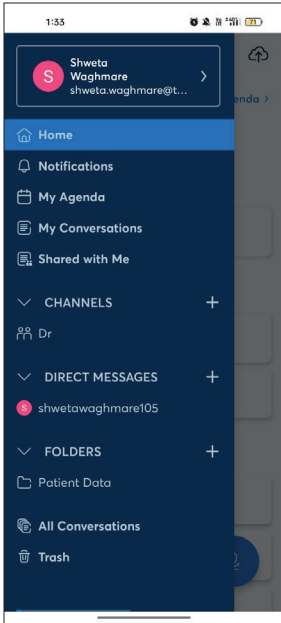 1:33
71
Shweta
Waghmare
S
shweta.waghmare@t...
enda
Home
Notifications
My Agenda
My Conversations
Shared with Me
CHANNELS
Dr
DIRECT MESSAGES
S shwetawaghmare105
FOLDERS
Patient Data
All Conversations
Trash